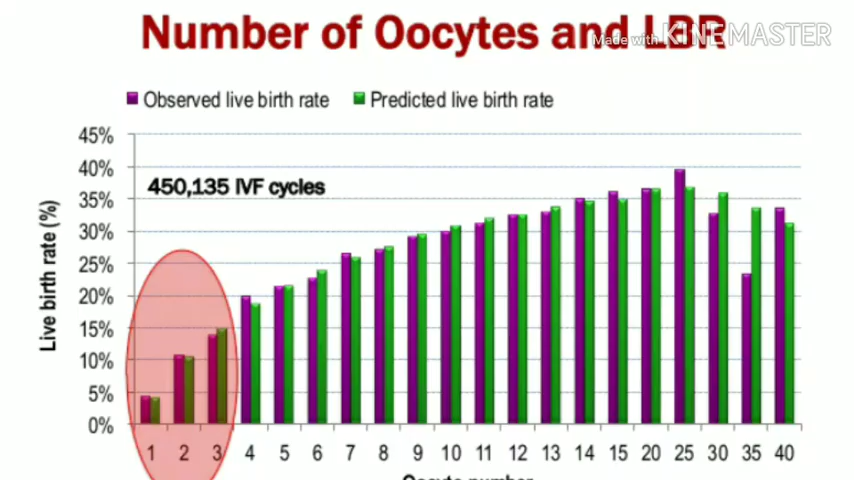 Number of Oocytes and LBR
Made with KINEMASTER
Observed live birth rate
Predicted live birth rate
450,135 IVF cycles
Live birth rate (%)
45%
40%
35%
30%
25%
20%
15%
10%
5%
0%
1 2 3 4 5 6 7 8 9 10 11 12 13 14 15 20 25 30 35 40
Oocyte number